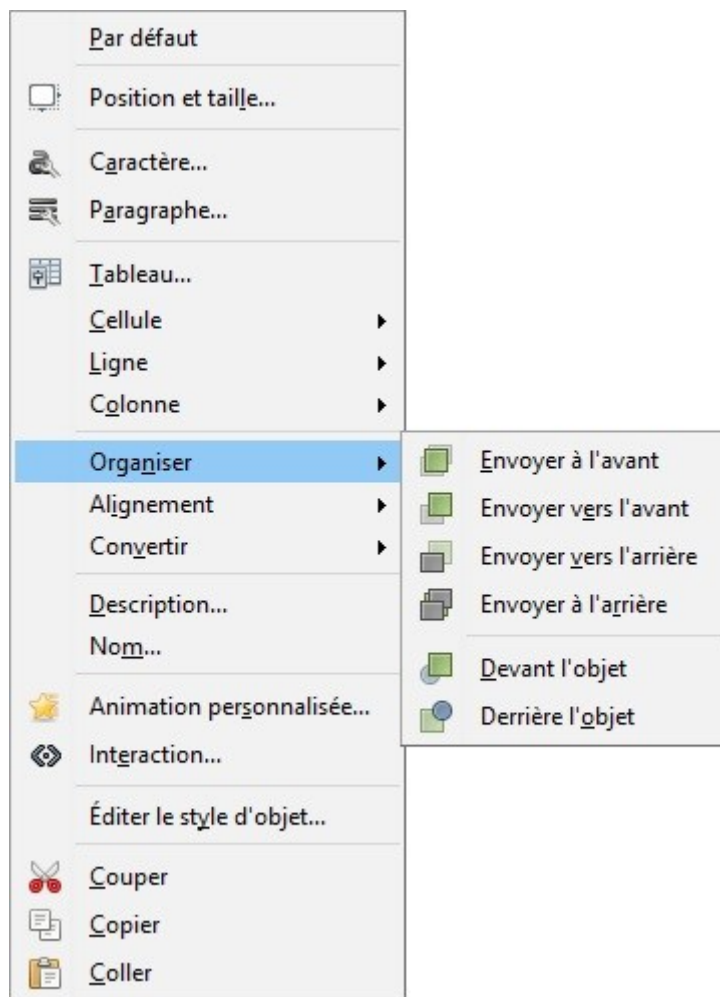 Par défaut
Position et taille...
Caractère...
Paragraphe...
Tableau...
Cellule
Ligne
Colonne
Organiser
Alignement
Convertir
Description...
Nom...
Animation personnalisée...
Interaction...
Éditer le style d'objet...
Couper
Copier
Coller
Envoyer à l'avant
Envoyer vers l'avant
Envoyer vers l'arrière
Envoyer à l'arrière
Devant l'objet
Derrière l'objet